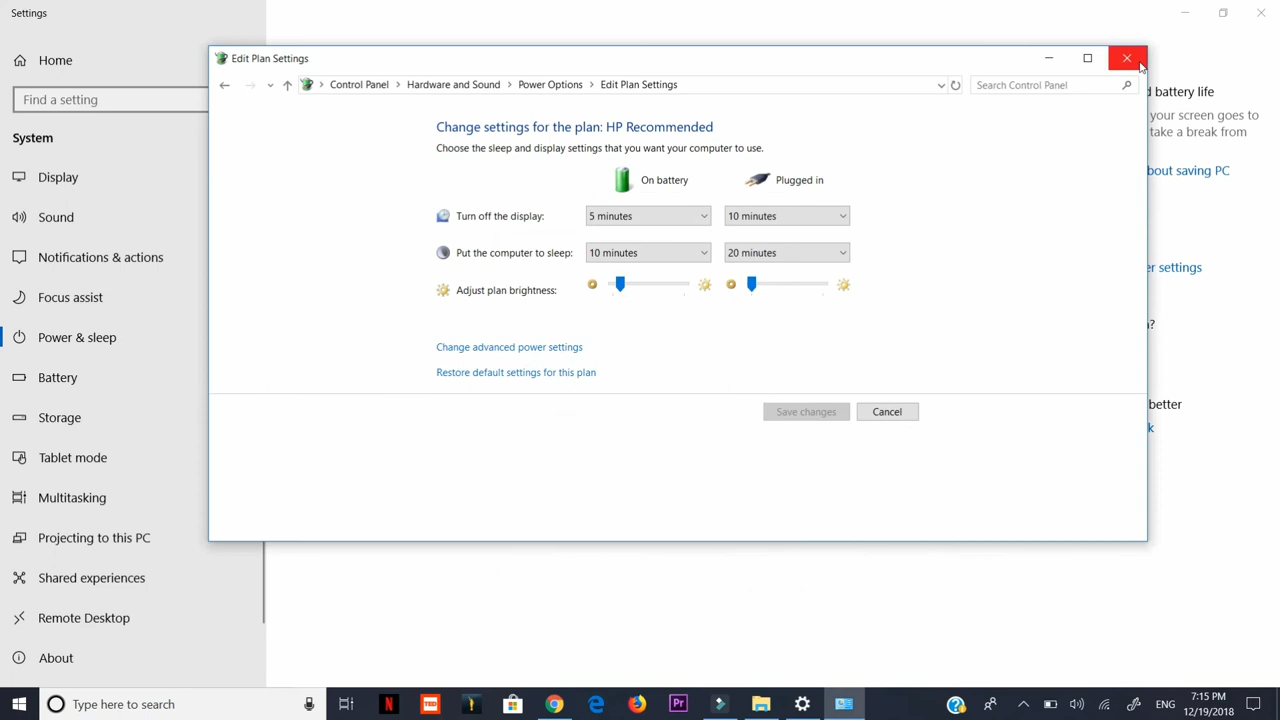 Settings
Home
Find a setting
System
Display
Sound
Notifications & actions
Focus assist
Power & sleep
Battery
Storage
Tablet mode
Multitasking
Projecting to this PC
Shared experiences
Remote Desktop
About
Edit Plan Settings
Control Panel > Hardware and Sound > Power Options > Edit Plan Settings
Search Control Panel
Change settings for the plan: HP Recommended
Choose the sleep and display settings that you want your computer to use.
On battery Plugged in
Turn off the display: 5 minutes 10 minutes
Put the computer to sleep: 10 minutes 20 minutes
Adjust plan brightness:
Change advanced power settings
Restore default settings for this plan
Save changes Cancel
d battery life
your screen goes to
take a break from
bout saving PC
er settings
a?
better
k
Type here to search
TED
Pr
ENG
7:15 PM
12/19/2018